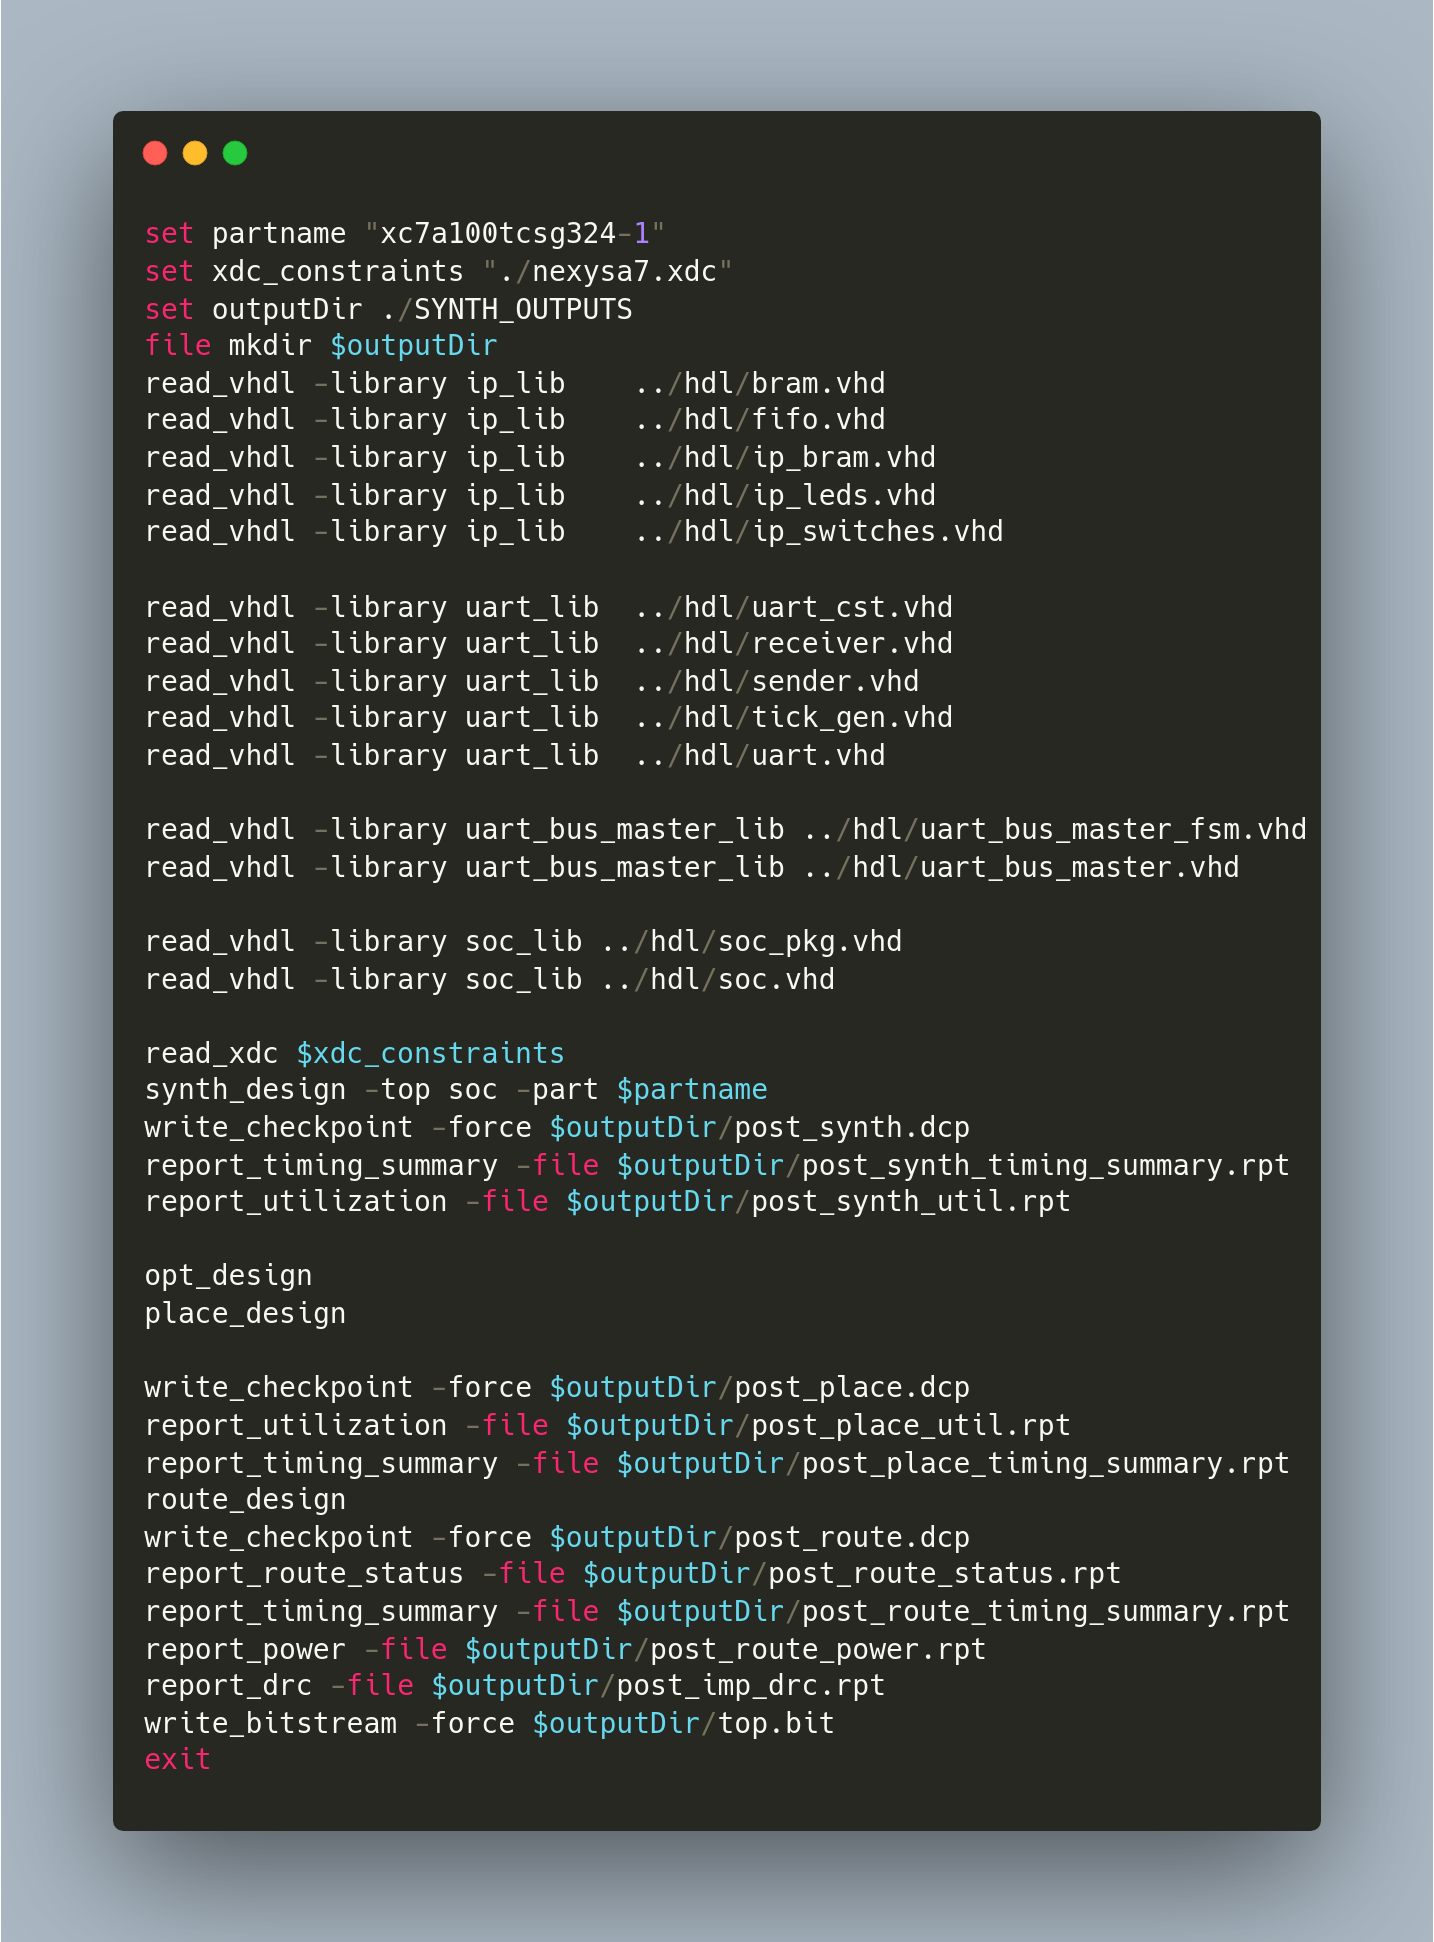 set partname "xc7a100tcsg324-1"
set xdc_constraints "./nexysa7.xdc"
set outputDir ./SYNTH_OUTPUTS
file mkdir $outputDir
read_vhdl -library ip_lib    ../hdl/bram.vhd
read_vhdl -library ip_lib    ../hdl/fifo.vhd
read_vhdl -library ip_lib    ../hdl/ip_bram.vhd
read_vhdl -library ip_lib    ../hdl/ip_leds.vhd
read_vhdl -library ip_lib    ../hdl/ip_switches.vhd

read_vhdl -library uart_lib  ../hdl/uart_cst.vhd
read_vhdl -library uart_lib  ../hdl/receiver.vhd
read_vhdl -library uart_lib  ../hdl/sender.vhd
read_vhdl -library uart_lib  ../hdl/tick_gen.vhd
read_vhdl -library uart_lib  ../hdl/uart.vhd

read_vhdl -library uart_bus_master_lib ../hdl/uart_bus_master_fsm.vhd
read_vhdl -library uart_bus_master_lib ../hdl/uart_bus_master.vhd

read_vhdl -library soc_lib ../hdl/soc_pkg.vhd
read_vhdl -library soc_lib ../hdl/soc.vhd

read_xdc $xdc_constraints
synth_design -top soc -part $partname
write_checkpoint -force $outputDir/post_synth.dcp
report_timing_summary -file $outputDir/post_synth_timing_summary.rpt
report_utilization -file $outputDir/post_synth_util.rpt

opt_design
place_design

write_checkpoint -force $outputDir/post_place.dcp
report_utilization -file $outputDir/post_place_util.rpt
report_timing_summary -file $outputDir/post_place_timing_summary.rpt
route_design
write_checkpoint -force $outputDir/post_route.dcp
report_route_status -file $outputDir/post_route_status.rpt
report_timing_summary -file $outputDir/post_route_timing_summary.rpt
report_power -file $outputDir/post_route_power.rpt
report_drc -file $outputDir/post_imp_drc.rpt
write_bitstream -force $outputDir/top.bit
exit